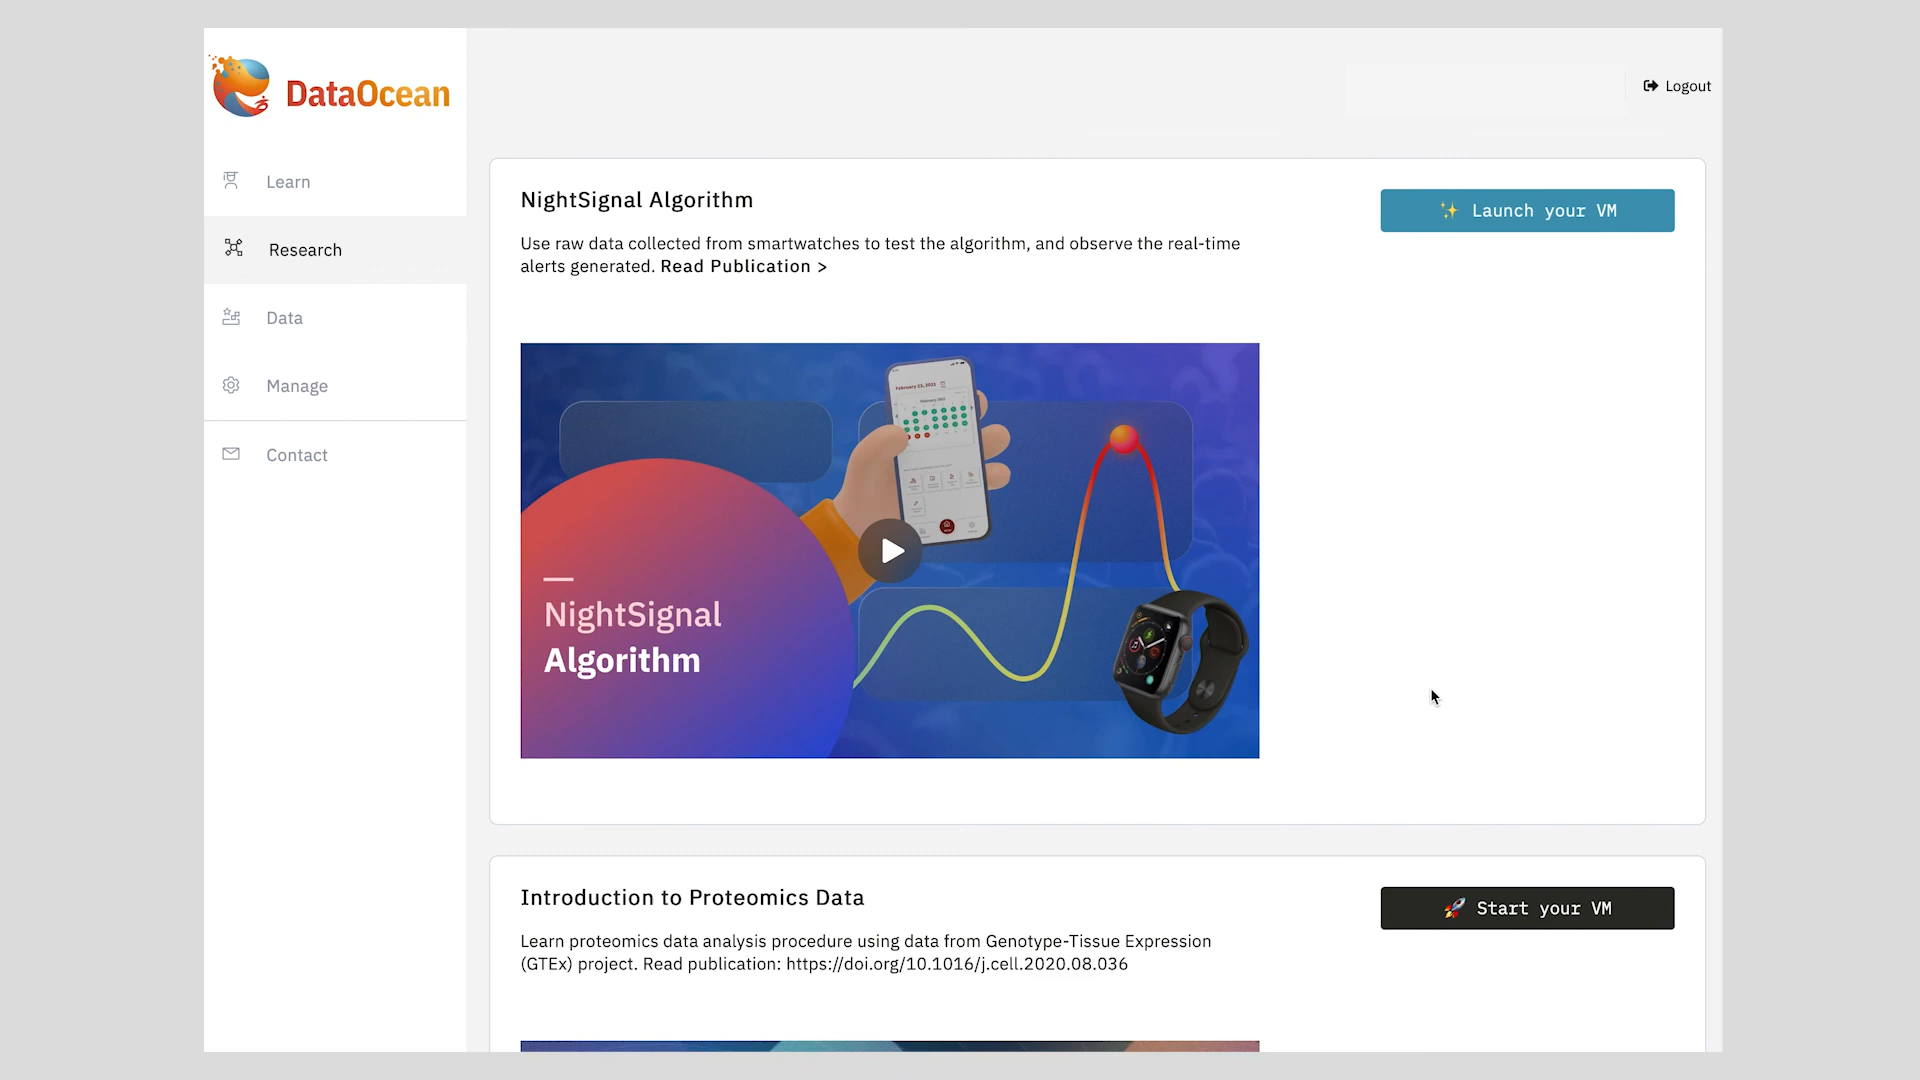 DataOcean
Logout
Learn
Research
Data
Manage
Contact
NightSignal Algorithm
Launch your VM
Use raw data collected from smartwatches to test the algorithm, and observe the real-time
alerts generated. Read Publication >
February 23, 2021
NightSignal
Algorithm
Introduction to Proteomics Data
Start your VM
Learn proteomics data analysis procedure using data from Genotype-Tissue Expression
(GTEx) project. Read publication: https://doi.org/10.1016/j.cell.2020.08.036